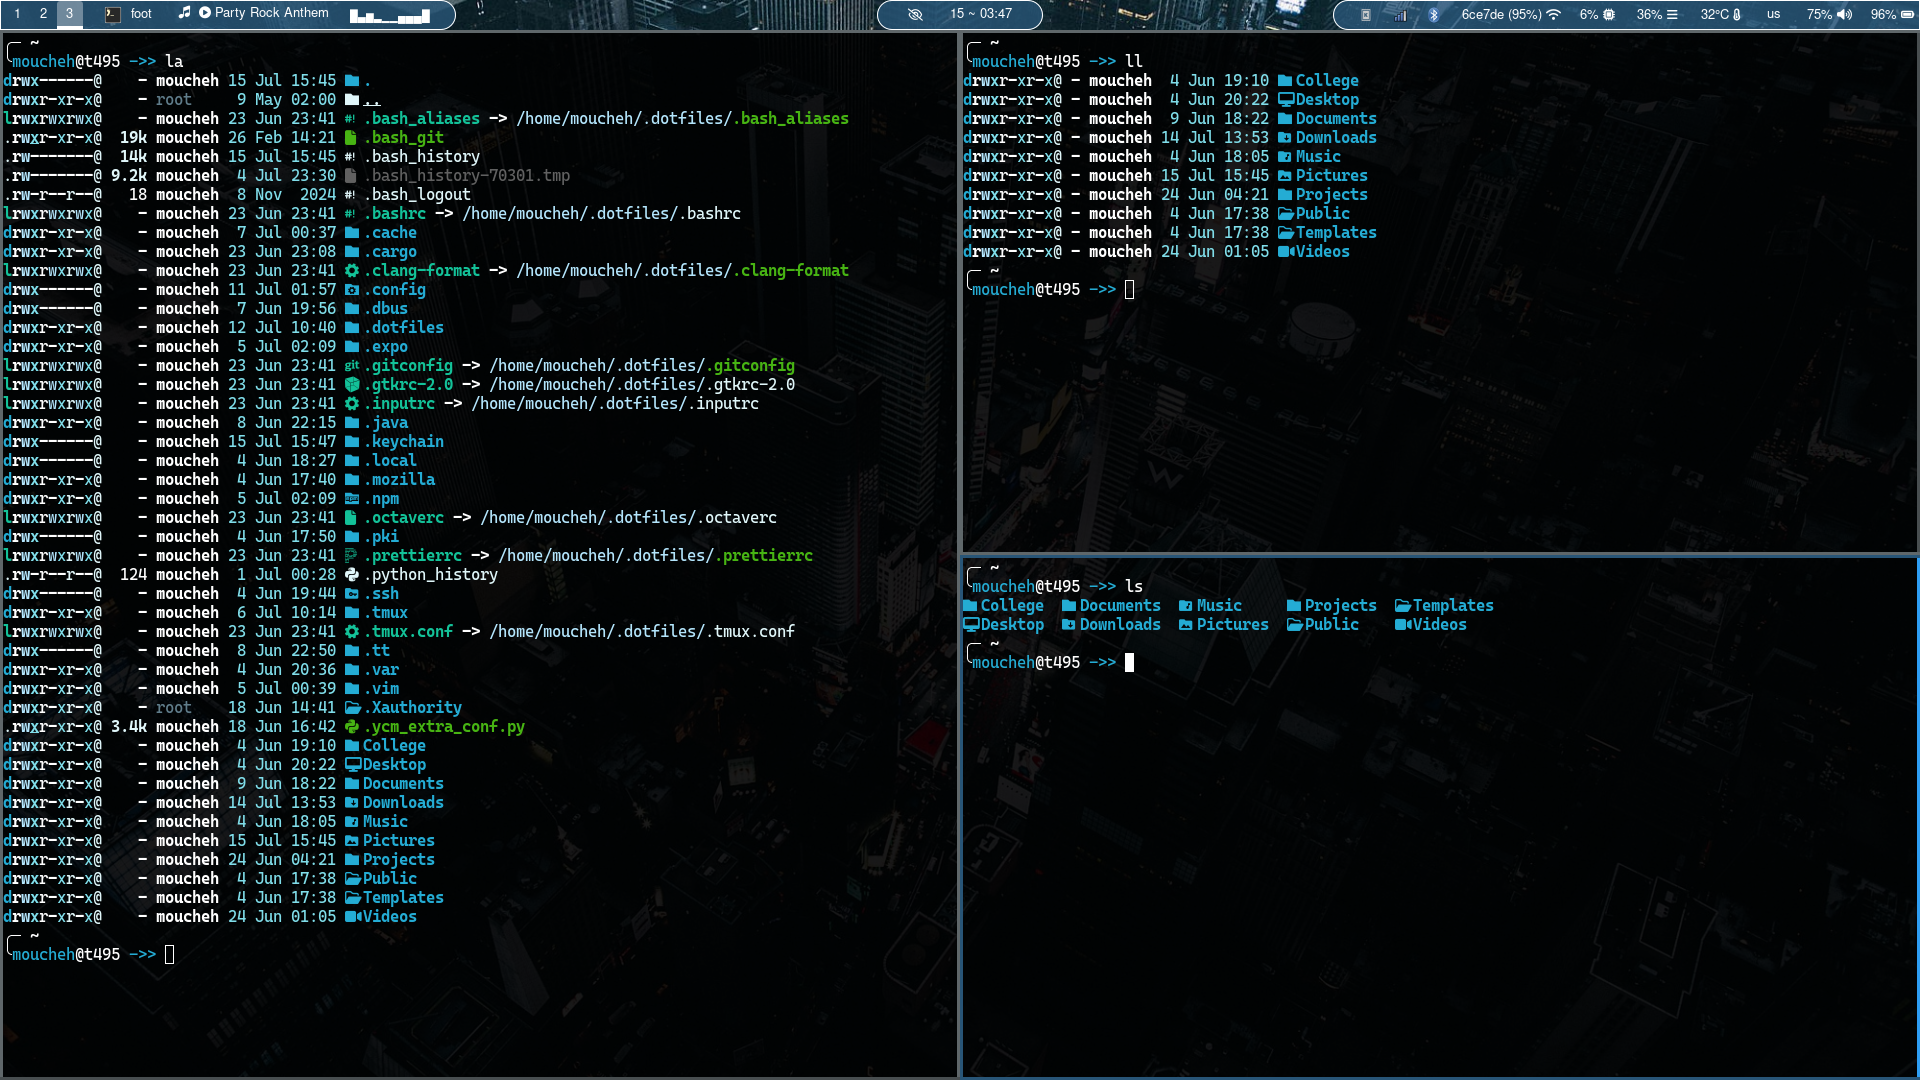 1 2 3 foot Party Rock Anthem 15 ~ 03:47 6ce7de (95%) 6% 36% 32°C us 75% 96%
~
moucheh@t495 ->> la
drwx------@ - moucheh 15 Jul 15:45 .
drwxr-xr-x@ - root 9 May 02:00 ..
lrwxrwxrwx@ - moucheh 23 Jun 23:41 #! .bash_aliases -> /home/moucheh/.dotfiles/.bash_aliases
.rwxr-xr-x@ 19k moucheh 26 Feb 14:21 .bash_git
.rw-------@ 14k moucheh 15 Jul 15:45 #! .bash_history
.rw-------@ 9.2k moucheh 4 Jul 23:30 .bash_history-70301.tmp
.rw-r--r--@ 18 moucheh 8 Nov 2024 #! .bash_logout
lrwxrwxrwx@ - moucheh 23 Jun 23:41 #! .bashrc -> /home/moucheh/.dotfiles/.bashrc
drwxr-xr-x@ - moucheh 7 Jul 00:37 .cache
drwxr-xr-x@ - moucheh 23 Jun 23:08 .cargo
lrwxrwxrwx@ - moucheh 23 Jun 23:41 .clang-format -> /home/moucheh/.dotfiles/.clang-format
drwx------@ - moucheh 11 Jul 01:57 .config
drwx------@ - moucheh 7 Jun 19:56 .dbus
drwxr-xr-x@ - moucheh 12 Jul 10:40 .dotfiles
drwxr-xr-x@ - moucheh 5 Jul 02:09 .expo
lrwxrwxrwx@ - moucheh 23 Jun 23:41 git .gitconfig -> /home/moucheh/.dotfiles/.gitconfig
lrwxrwxrwx@ - moucheh 23 Jun 23:41 .gtkrc-2.0 -> /home/moucheh/.dotfiles/.gtkrc-2.0
lrwxrwxrwx@ - moucheh 23 Jun 23:41 .inputrc -> /home/moucheh/.dotfiles/.inputrc
drwxr-xr-x@ - moucheh 8 Jun 22:15 .java
drwx------@ - moucheh 15 Jul 15:47 .keychain
drwx------@ - moucheh 4 Jun 18:27 .local
drwxr-xr-x@ - moucheh 4 Jun 17:40 .mozilla
drwxr-xr-x@ - moucheh 5 Jul 02:09 .npm
lrwxrwxrwx@ - moucheh 23 Jun 23:41 .octaverc -> /home/moucheh/.dotfiles/.octaverc
drwx------@ - moucheh 4 Jun 17:50 .pki
lrwxrwxrwx@ - moucheh 23 Jun 23:41 .prettierrc -> /home/moucheh/.dotfiles/.prettierrc
.rw-r--r--@ 124 moucheh 1 Jul 00:28 .python_history
drwx------@ - moucheh 4 Jun 19:44 .ssh
drwxr-xr-x@ - moucheh 6 Jul 10:14 .tmux
lrwxrwxrwx@ - moucheh 23 Jun 23:41 .tmux.conf -> /home/moucheh/.dotfiles/.tmux.conf
drwx------@ - moucheh 8 Jun 22:50 .tt
drwxr-xr-x@ - moucheh 4 Jun 20:36 .var
drwxr-xr-x@ - moucheh 5 Jul 00:39 .vim
drwxr-xr-x@ - root 18 Jun 14:41 .Xauthority
.rwxr-xr-x@ 3.4k moucheh 18 Jun 16:42 .ycm_extra_conf.py
drwxr-xr-x@ - moucheh 4 Jun 19:10 College
drwxr-xr-x@ - moucheh 4 Jun 20:22 Desktop
drwxr-xr-x@ - moucheh 9 Jun 18:22 Documents
drwxr-xr-x@ - moucheh 14 Jul 13:53 Downloads
drwxr-xr-x@ - moucheh 4 Jun 18:05 Music
drwxr-xr-x@ - moucheh 15 Jul 15:45 Pictures
drwxr-xr-x@ - moucheh 24 Jun 04:21 Projects
drwxr-xr-x@ - moucheh 4 Jun 17:38 Public
drwxr-xr-x@ - moucheh 4 Jun 17:38 Templates
drwxr-xr-x@ - moucheh 24 Jun 01:05 Videos
~
moucheh@t495 ->>
~
moucheh@t495 ->> ll
drwxr-xr-x@ - moucheh 4 Jun 19:10 College
drwxr-xr-x@ - moucheh 4 Jun 20:22 Desktop
drwxr-xr-x@ - moucheh 9 Jun 18:22 Documents
drwxr-xr-x@ - moucheh 14 Jul 13:53 Downloads
drwxr-xr-x@ - moucheh 4 Jun 18:05 Music
drwxr-xr-x@ - moucheh 15 Jul 15:45 Pictures
drwxr-xr-x@ - moucheh 24 Jun 04:21 Projects
drwxr-xr-x@ - moucheh 4 Jun 17:38 Public
drwxr-xr-x@ - moucheh 4 Jun 17:38 Templates
drwxr-xr-x@ - moucheh 24 Jun 01:05 Videos
~
moucheh@t495 ->>
~
moucheh@t495 ->> ls
College Documents Music Projects Templates
Desktop Downloads Pictures Public Videos
~
moucheh@t495 ->>